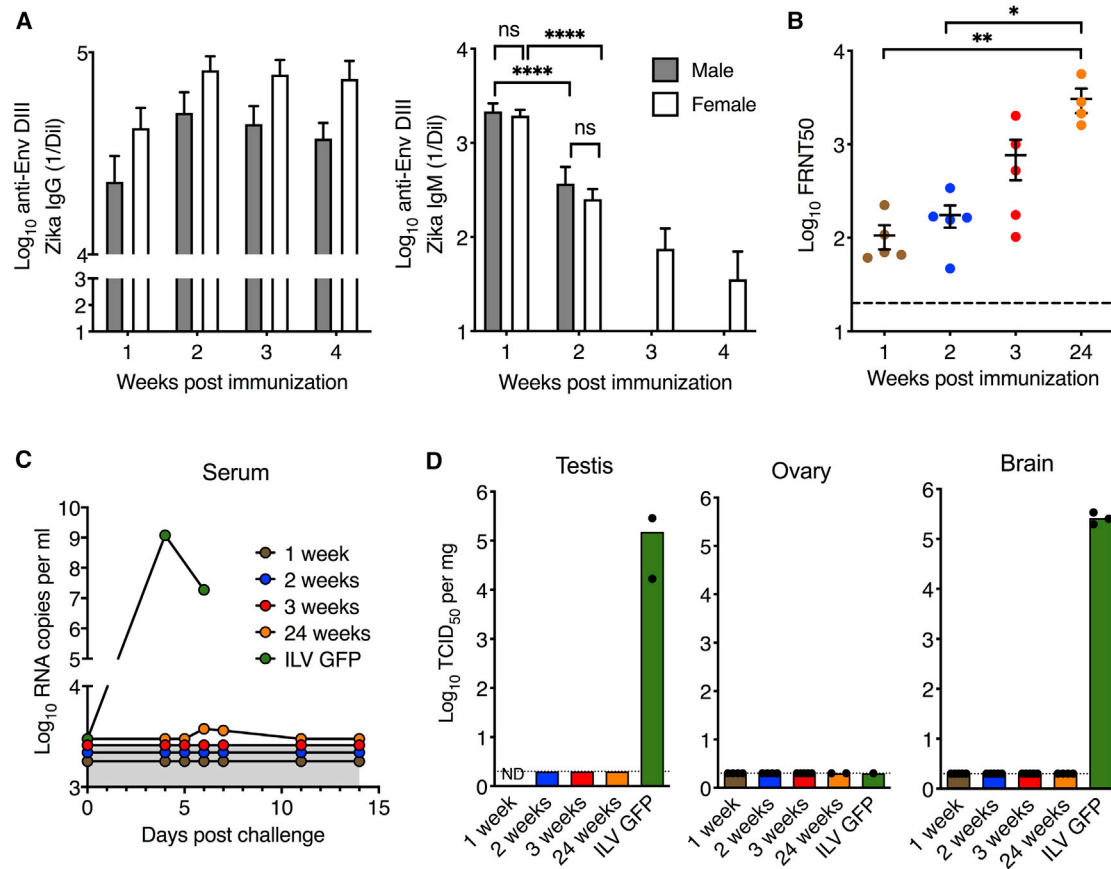 A
Log10 anti-Env DIII
Zika IgG (1/Dil)
5
4
3
2
1
1 2 3 4
Weeks post immunization
Log10 anti-Env DIII
Zika IgM (1/Dil)
4
3
2
1
ns
****
****
ns
Male
Female
1 2 3 4
Weeks post immunization
B
*
**
Log10 FRNT50
4
3
2
1
1 2 3 24
Weeks post immunization
C
Serum
Log10 RNA copies per ml
10
9
8
7
6
5
4
3
1 week
2 weeks
3 weeks
24 weeks
ILV GFP
0 5 10 15
Days post challenge
D
Testis
Log10 TCID50 per mg
6
5
4
3
2
1
0
ND
1 week
2 weeks
3 weeks
24 weeks
ILV GFP
Ovary
6
5
4
3
2
1
0
1 week
2 weeks
3 weeks
24 weeks
ILV GFP
Brain
6
5
4
3
2
1
0
1 week
2 weeks
3 weeks
24 weeks
ILV GFP